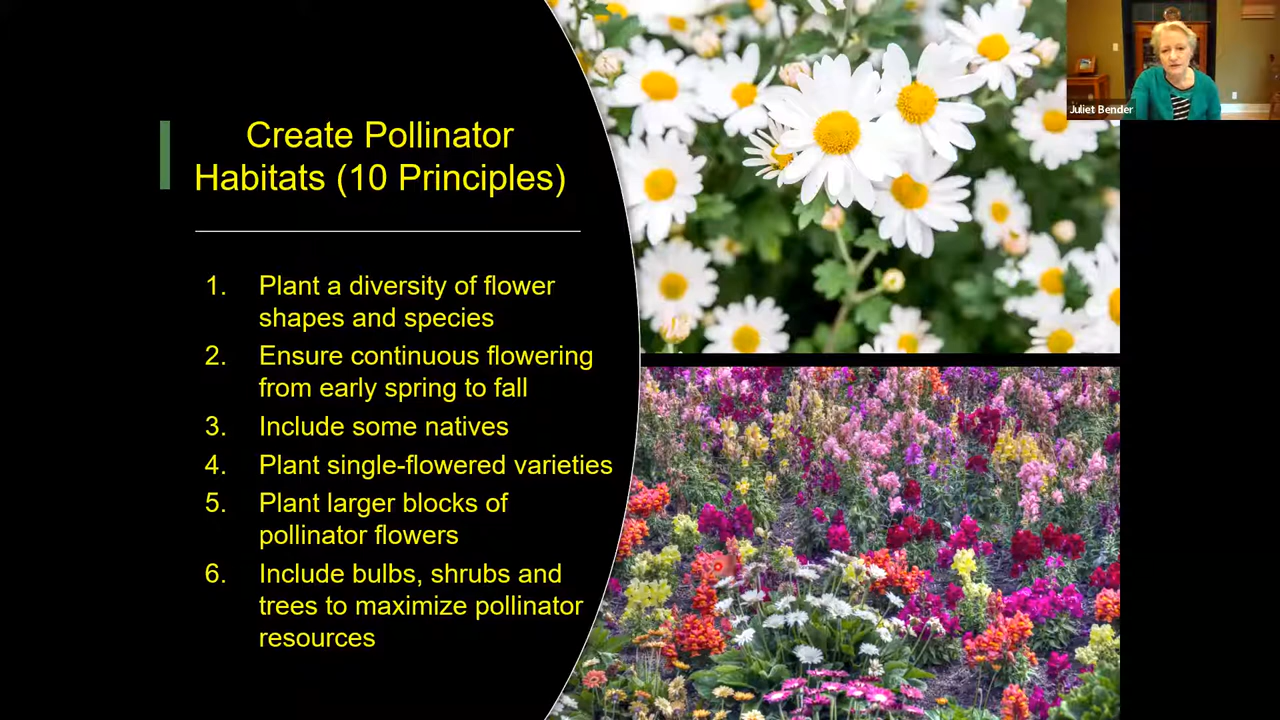 Create Pollinator
Habitats (10 Principles)
1. Plant a diversity of flower
shapes and species
2. Ensure continuous flowering
from early spring to fall
3. Include some natives
4. Plant single-flowered varieties
5. Plant larger blocks of
pollinator flowers
6. Include bulbs, shrubs and
trees to maximize pollinator
resources
Juliet Bender